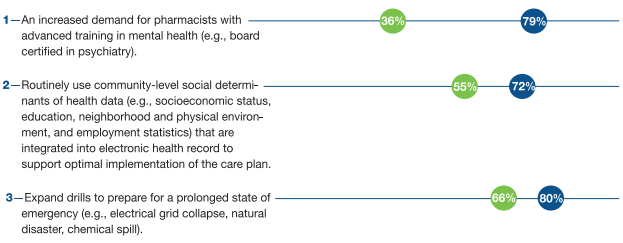 1—An increased demand for pharmacists with 36% 79%
advanced training in mental health (e.g., board
certified in psychiatry).
2—Routinely use community-level social determi- 55% 72%
nants of health data (e.g., socioeconomic status,
education, neighborhood and physical environ-
ment, and employment statistics) that are
integrated into electronic health record to
support optimal implementation of the care plan.
3—Expand drills to prepare for a prolonged state of 66% 80%
emergency (e.g., electrical grid collapse, natural
disaster, chemical spill).